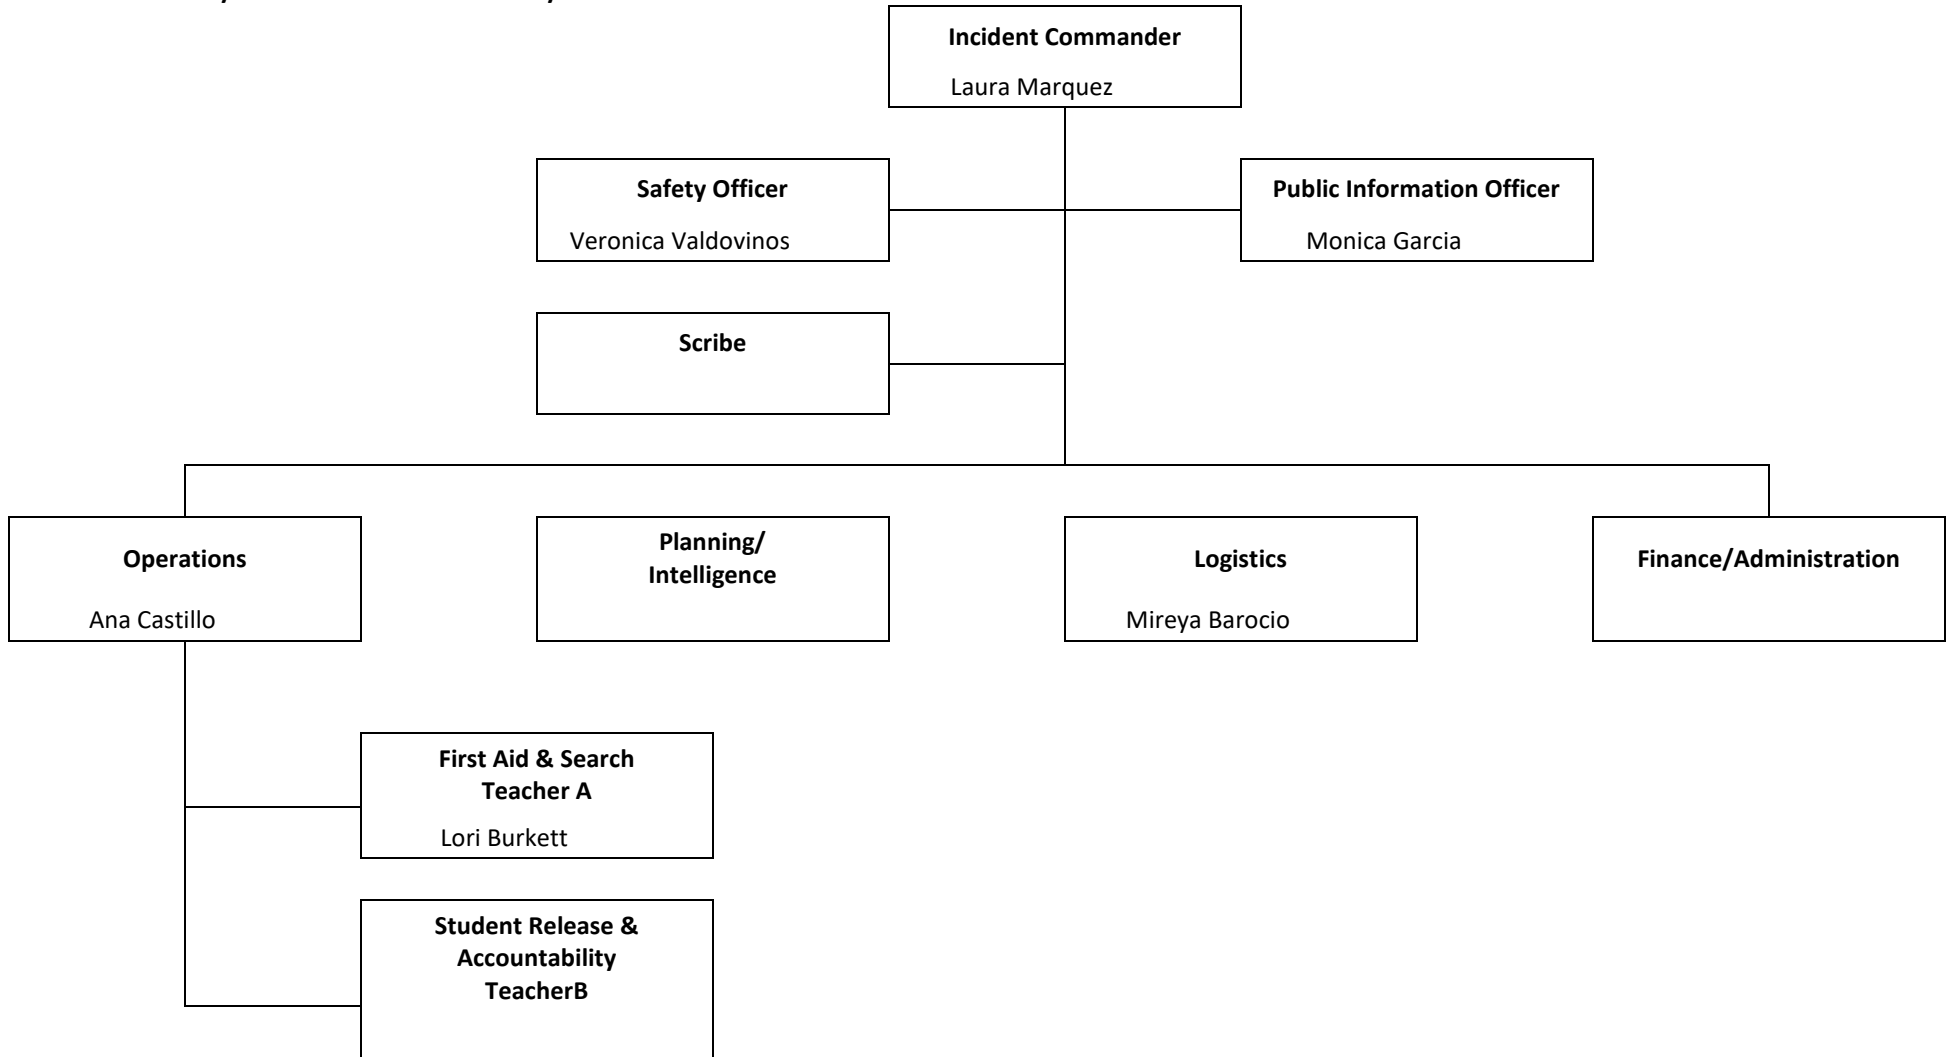 Incident Commander
Laura Marquez
Safety Officer
Veronica Valdovinos
Public Information Officer
Monica Garcia
Scribe
Operations
Ana Castillo
Planning/
Intelligence
Logistics
Mireya Barocio
Finance/Administration
First Aid & Search
Teacher A
Lori Burkett
Student Release &
Accountability
TeacherB